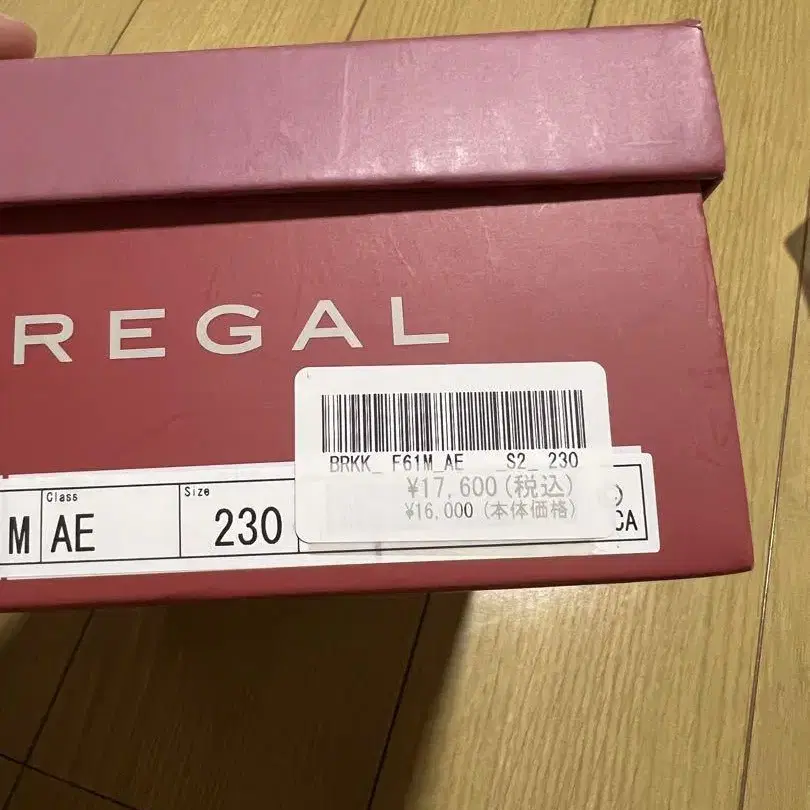 REGAL
BRKK_ F61M_AE _S2_ 230
¥17,600(税込)
¥16,000(本体価格)
Class
Size
M
AE
230
CA